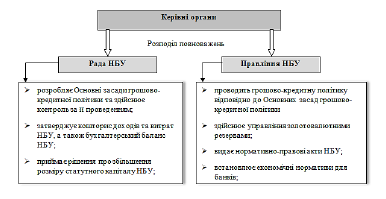 Керівні органи
Розподіл повноважень
Рада НБУ
Правління НБУ
розробляє Основні засади грошово-
кредитної політики та здійснює
контроль за її проведенням;
затверджує кошторис доходів та витрат
НБУ, а також бухгалтерський баланс
НБУ;
приймає рішення про збільшення
розміру статутного капіталу НБУ;
проводить грошово-кредитну політику
відповідно до Основних засад грошово-
кредитної політики
здійснює управління золотовалютними
резервами;
видає нормативно-правові акти НБУ;
встановлює економічні нормативи для
банків;